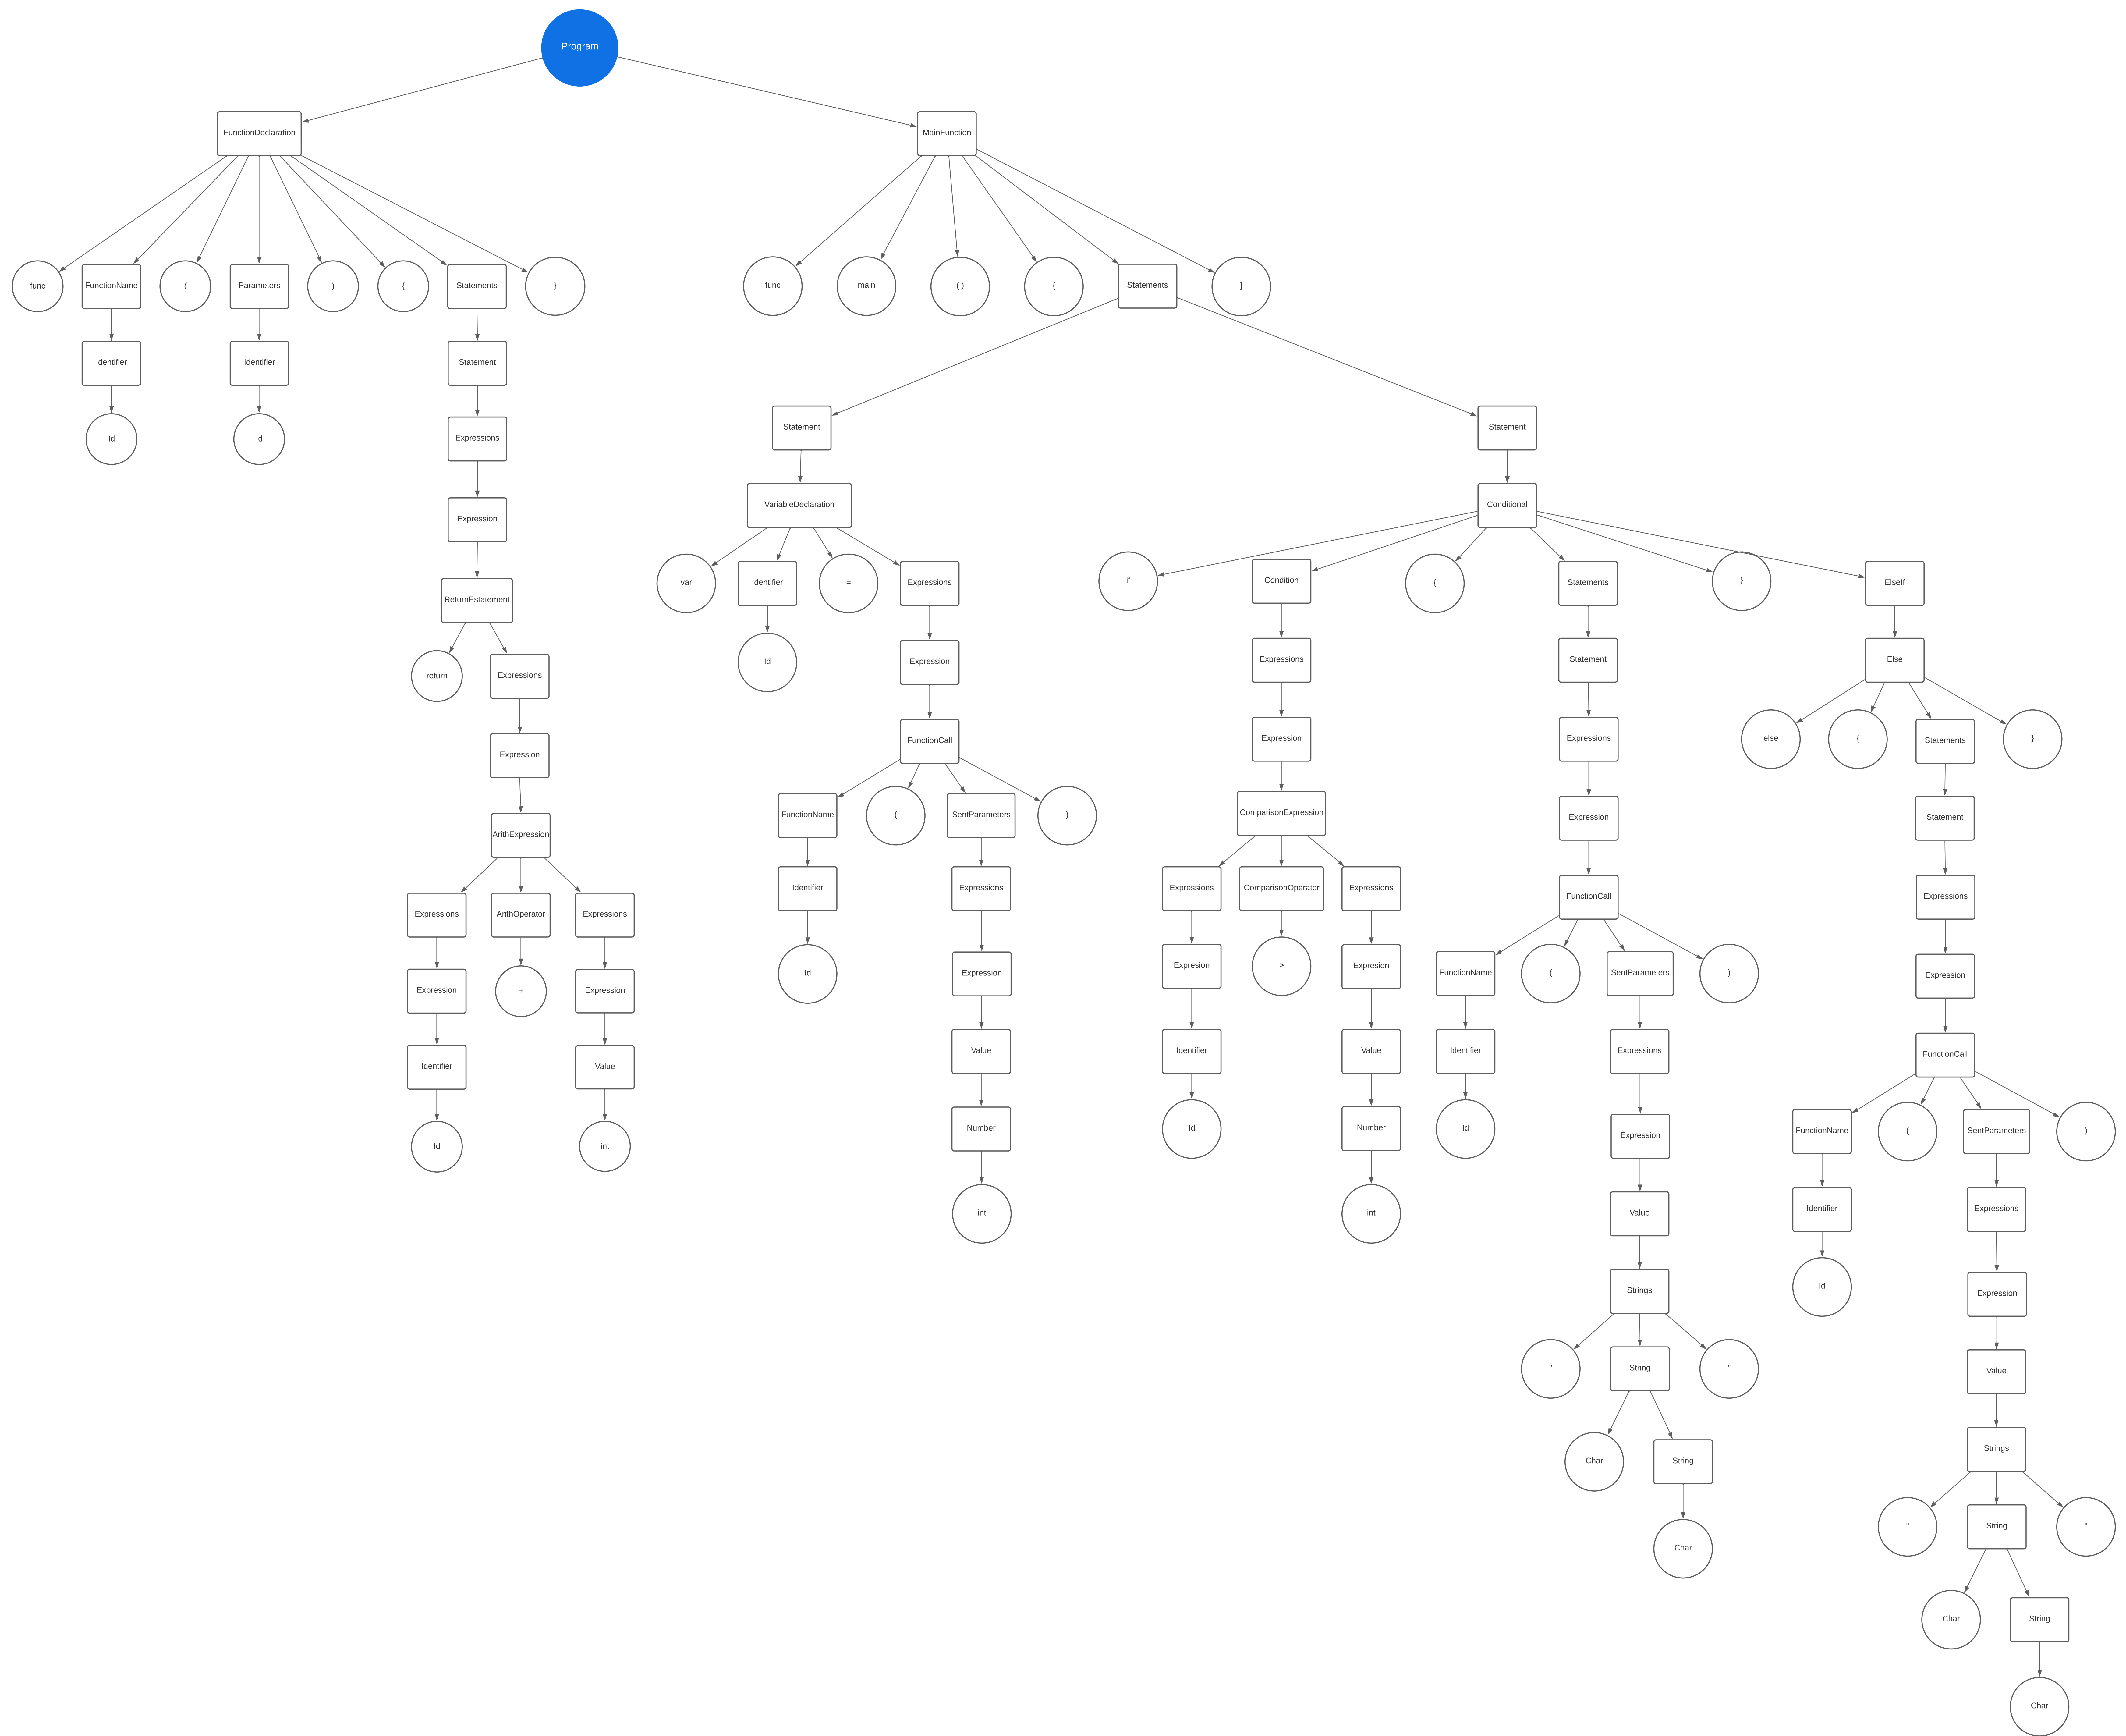 Program
FunctionDeclaration
MainFunction
func
FunctionName
(
Parameters
)
{
Statements
}
func
main
( )
{
Statements
]
Identifier
Identifier
Statement
Id
Id
Expressions
Statement
Statement
Expression
VariableDeclaration
Conditional
ReturnEstatement
var
Identifier
=
Expressions
if
Condition
{
Statements
}
ElseIf
return
Expressions
Id
Expression
Expressions
Statement
Else
Expression
FunctionCall
Expression
Expressions
else
{
Statements
}
ArithExpression
FunctionName
(
SentParameters
)
ComparisonExpression
Expression
Statement
Expressions
ArithOperator
Expressions
Identifier
Expressions
Expressions
ComparisonOperator
Expressions
FunctionCall
Expressions
Expression
+
Expression
Id
Expression
Expresion
>
Expresion
FunctionName
(
SentParameters
)
Expression
Identifier
Value
Value
Identifier
Value
Identifier
Expressions
FunctionCall
Id
int
Number
Id
Number
Id
Expression
FunctionName
(
SentParameters
)
int
int
Value
Identifier
Expressions
Strings
Id
Expression
"
String
"
Value
Char
String
Strings
Char
"
String
"
Char
String
Char